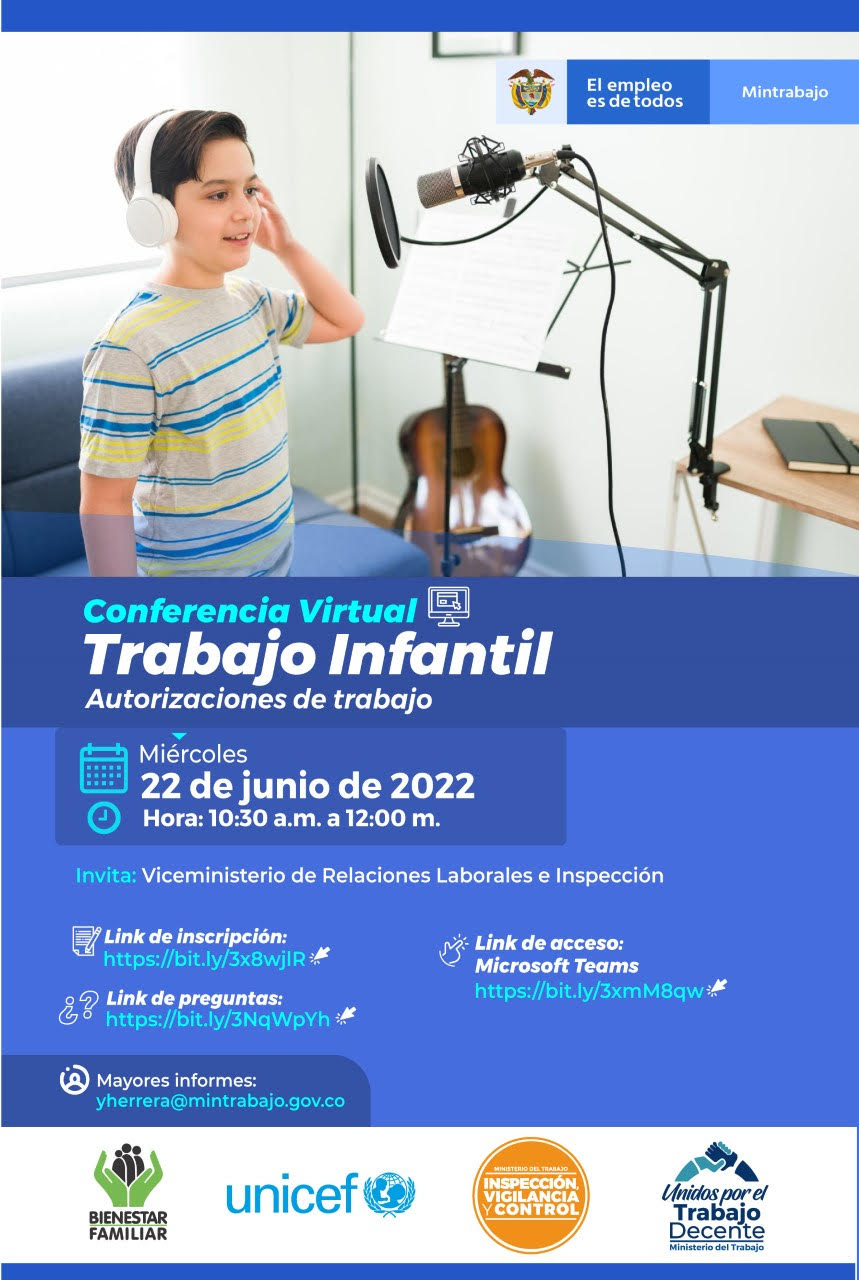 El empleo
es de todos
Mintrabajo
Conferencia Virtual
Trabajo Infantil
Autorizaciones de trabajo
Miércoles
22 de junio de 2022
Hora: 10:30 a.m. a 12:00 m.
Invita: Viceministerio de Relaciones Laborales e Inspección
Link de inscripción:
https://bit.ly/3x8wjlR
Link de preguntas:
https://bit.ly/3NqWpYh
Link de acceso:
Microsoft Teams
https://bit.ly/3xmM8qw
Mayores informes:
yherrera@mintrabajo.gov.co
BIENESTAR
FAMILIAR
unicef
MINISTERIO DEL TRABAJO
INSPECCIÓN,
VIGILANCIA
Y CONTROL
Unidos por el
Trabajo
Decente
Ministerio del Trabajo